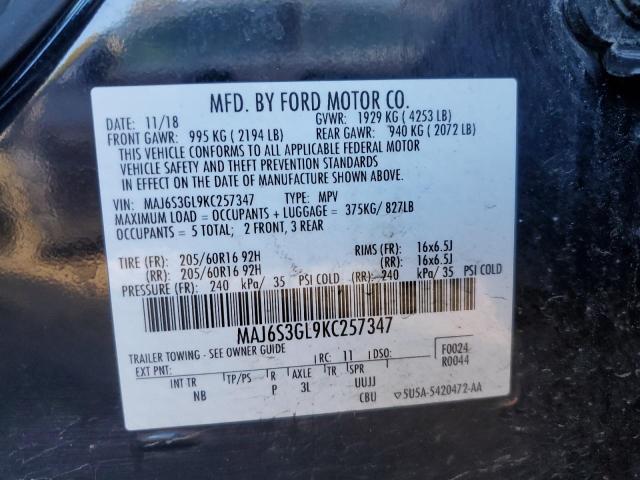 MFD. BY FORD MOTOR CO.
DATE: 11/18 GVWR: 1929 KG ( 4253 LB)
FRONT GAWR: 995 KG ( 2194 LB) REAR GAWR: 940 KG ( 2072 LB)
THIS VEHICLE CONFORMS TO ALL APPLICABLE FEDERAL MOTOR
VEHICLE SAFETY AND THEFT PREVENTION STANDARDS
IN EFFECT ON THE DATE OF MANUFACTURE SHOWN ABOVE.
VIN: MAJ6S3GL9KC257347 TYPE: MPV
MAXIMUM LOAD = OCCUPANTS + LUGGAGE = 375KG/ 827LB
OCCUPANTS = 5 TOTAL; 2 FRONT, 3 REAR
TIRE (FR): 205/60R16 92H RIMS (FR): 16x6.5J
(RR): 205/60R16 92H (RR): 16x6.5J
PRESSURE (FR): 240 kPa/ 35 PSI COLD (RR): 240 kPa/ 35 PSI COLD
MAJ6S3GL9KC257347
TRAILER TOWING - SEE OWNER GUIDE
EXT PNT: RC: 11 DSO: F0024
R0044
INT TR TP/PS R AXLE TR SPR UUJJ
NB P 3L CBU 5U5A-5420472-AA